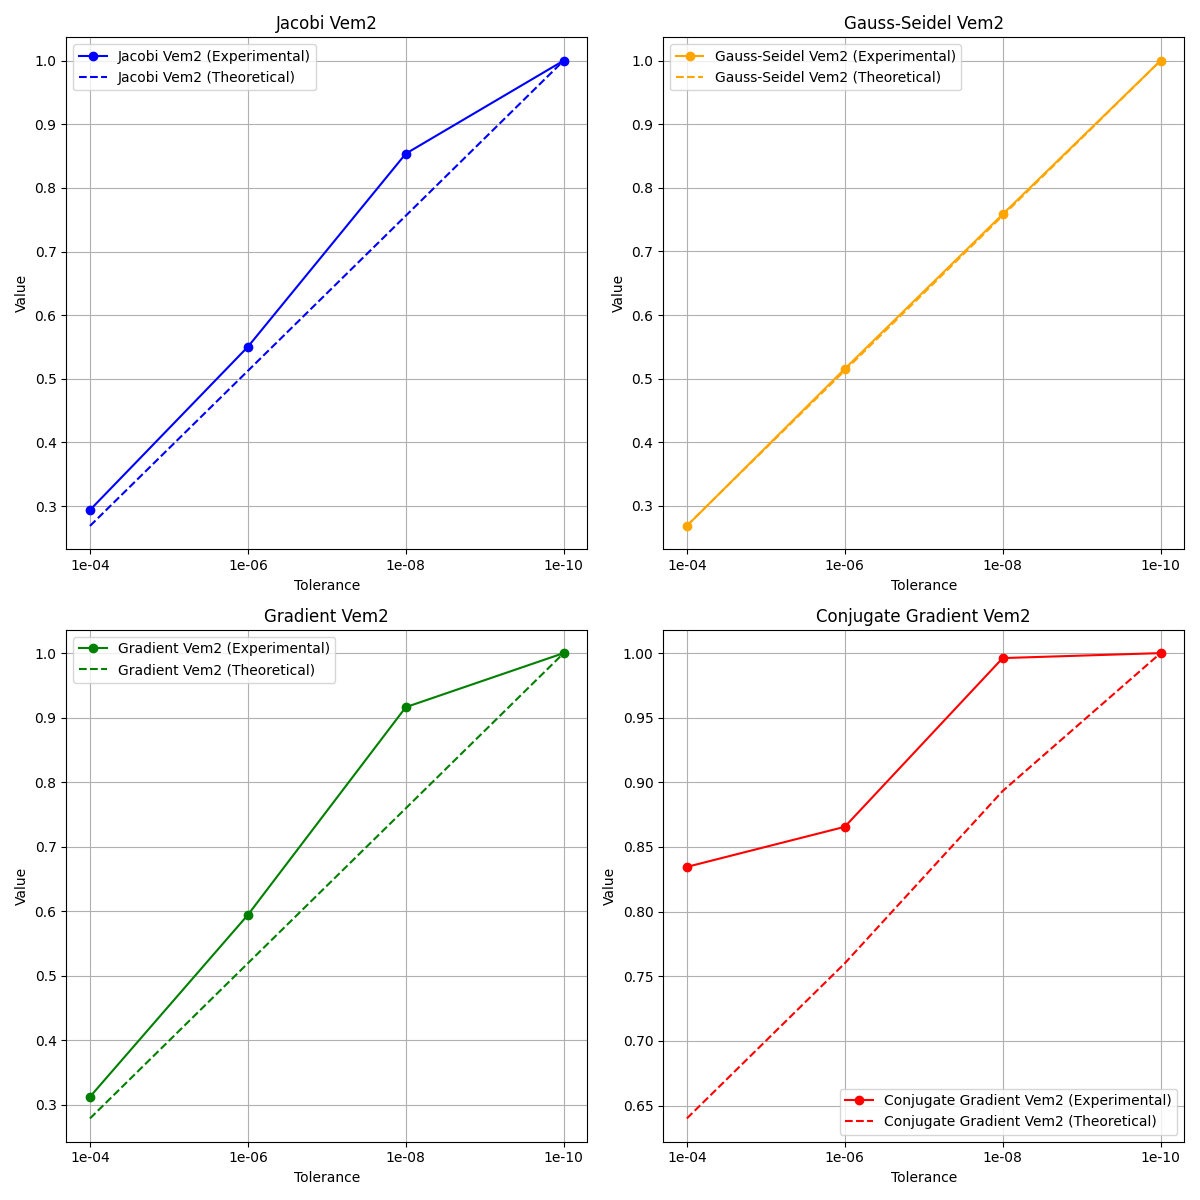 Jacobi Vem2
Jacobi Vem2 (Experimental)
Jacobi Vem2 (Theoretical)
1.0
0.9
0.8
0.7
0.6
0.5
0.4
0.3
Value
1e-04 1e-06 1e-08 1e-10
Tolerance
Gauss-Seidel Vem2
Gauss-Seidel Vem2 (Experimental)
Gauss-Seidel Vem2 (Theoretical)
1.0
0.9
0.8
0.7
0.6
0.5
0.4
0.3
Value
1e-04 1e-06 1e-08 1e-10
Tolerance
Gradient Vem2
Gradient Vem2 (Experimental)
Gradient Vem2 (Theoretical)
1.0
0.9
0.8
0.7
0.6
0.5
0.4
0.3
Value
1e-04 1e-06 1e-08 1e-10
Tolerance
Conjugate Gradient Vem2
1.00
0.95
0.90
0.85
0.80
0.75
0.70
0.65
Value
Conjugate Gradient Vem2 (Experimental)
Conjugate Gradient Vem2 (Theoretical)
1e-04 1e-06 1e-08 1e-10
Tolerance